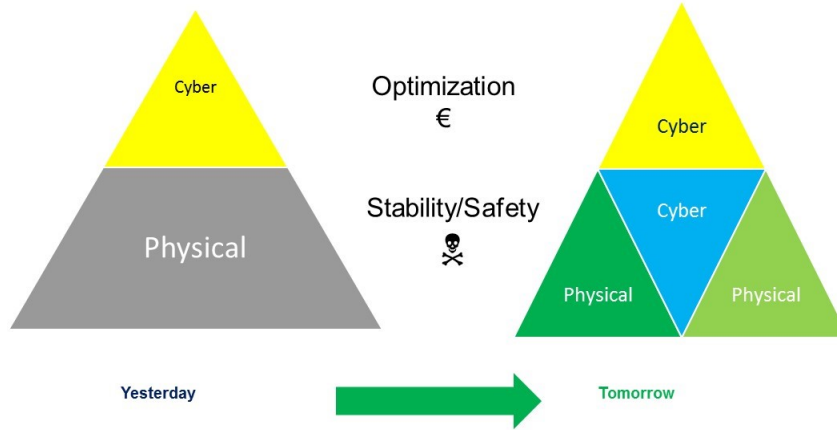 Cyber
Physical
Optimization
€
Stability/Safety
Cyber
Cyber
Physical
Physical
Yesterday
Tomorrow